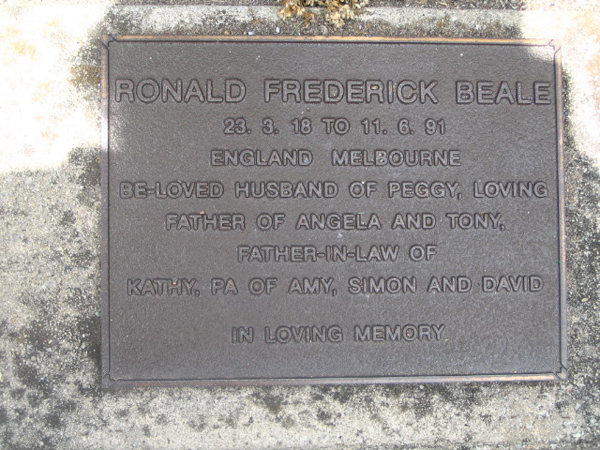 RONALD FREDERICK BEALE
23. 3. 18 TO 11. 6. 91
ENGLAND MELBOURNE
BE-LOVED HUSBAND OF PEGGY, LOVING
FATHER OF ANGELA AND TONY,
FATHER-IN-LAW OF
KATHY, PA OF AMY, SIMON AND DAVID
IN LOVING MEMORY